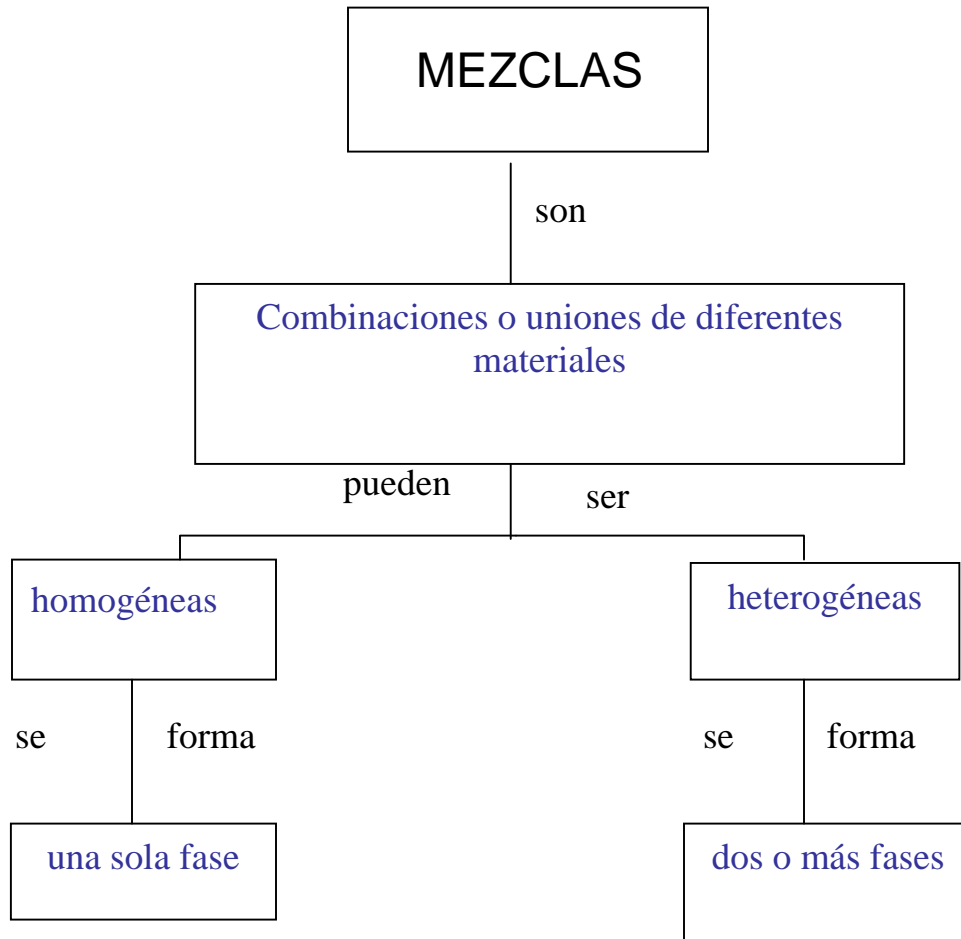 MEZCLAS
son
Combinaciones o uniones de diferentes
materiales
pueden ser
homogéneas heterogéneas
se forma se forma
una sola fase dos o más fases